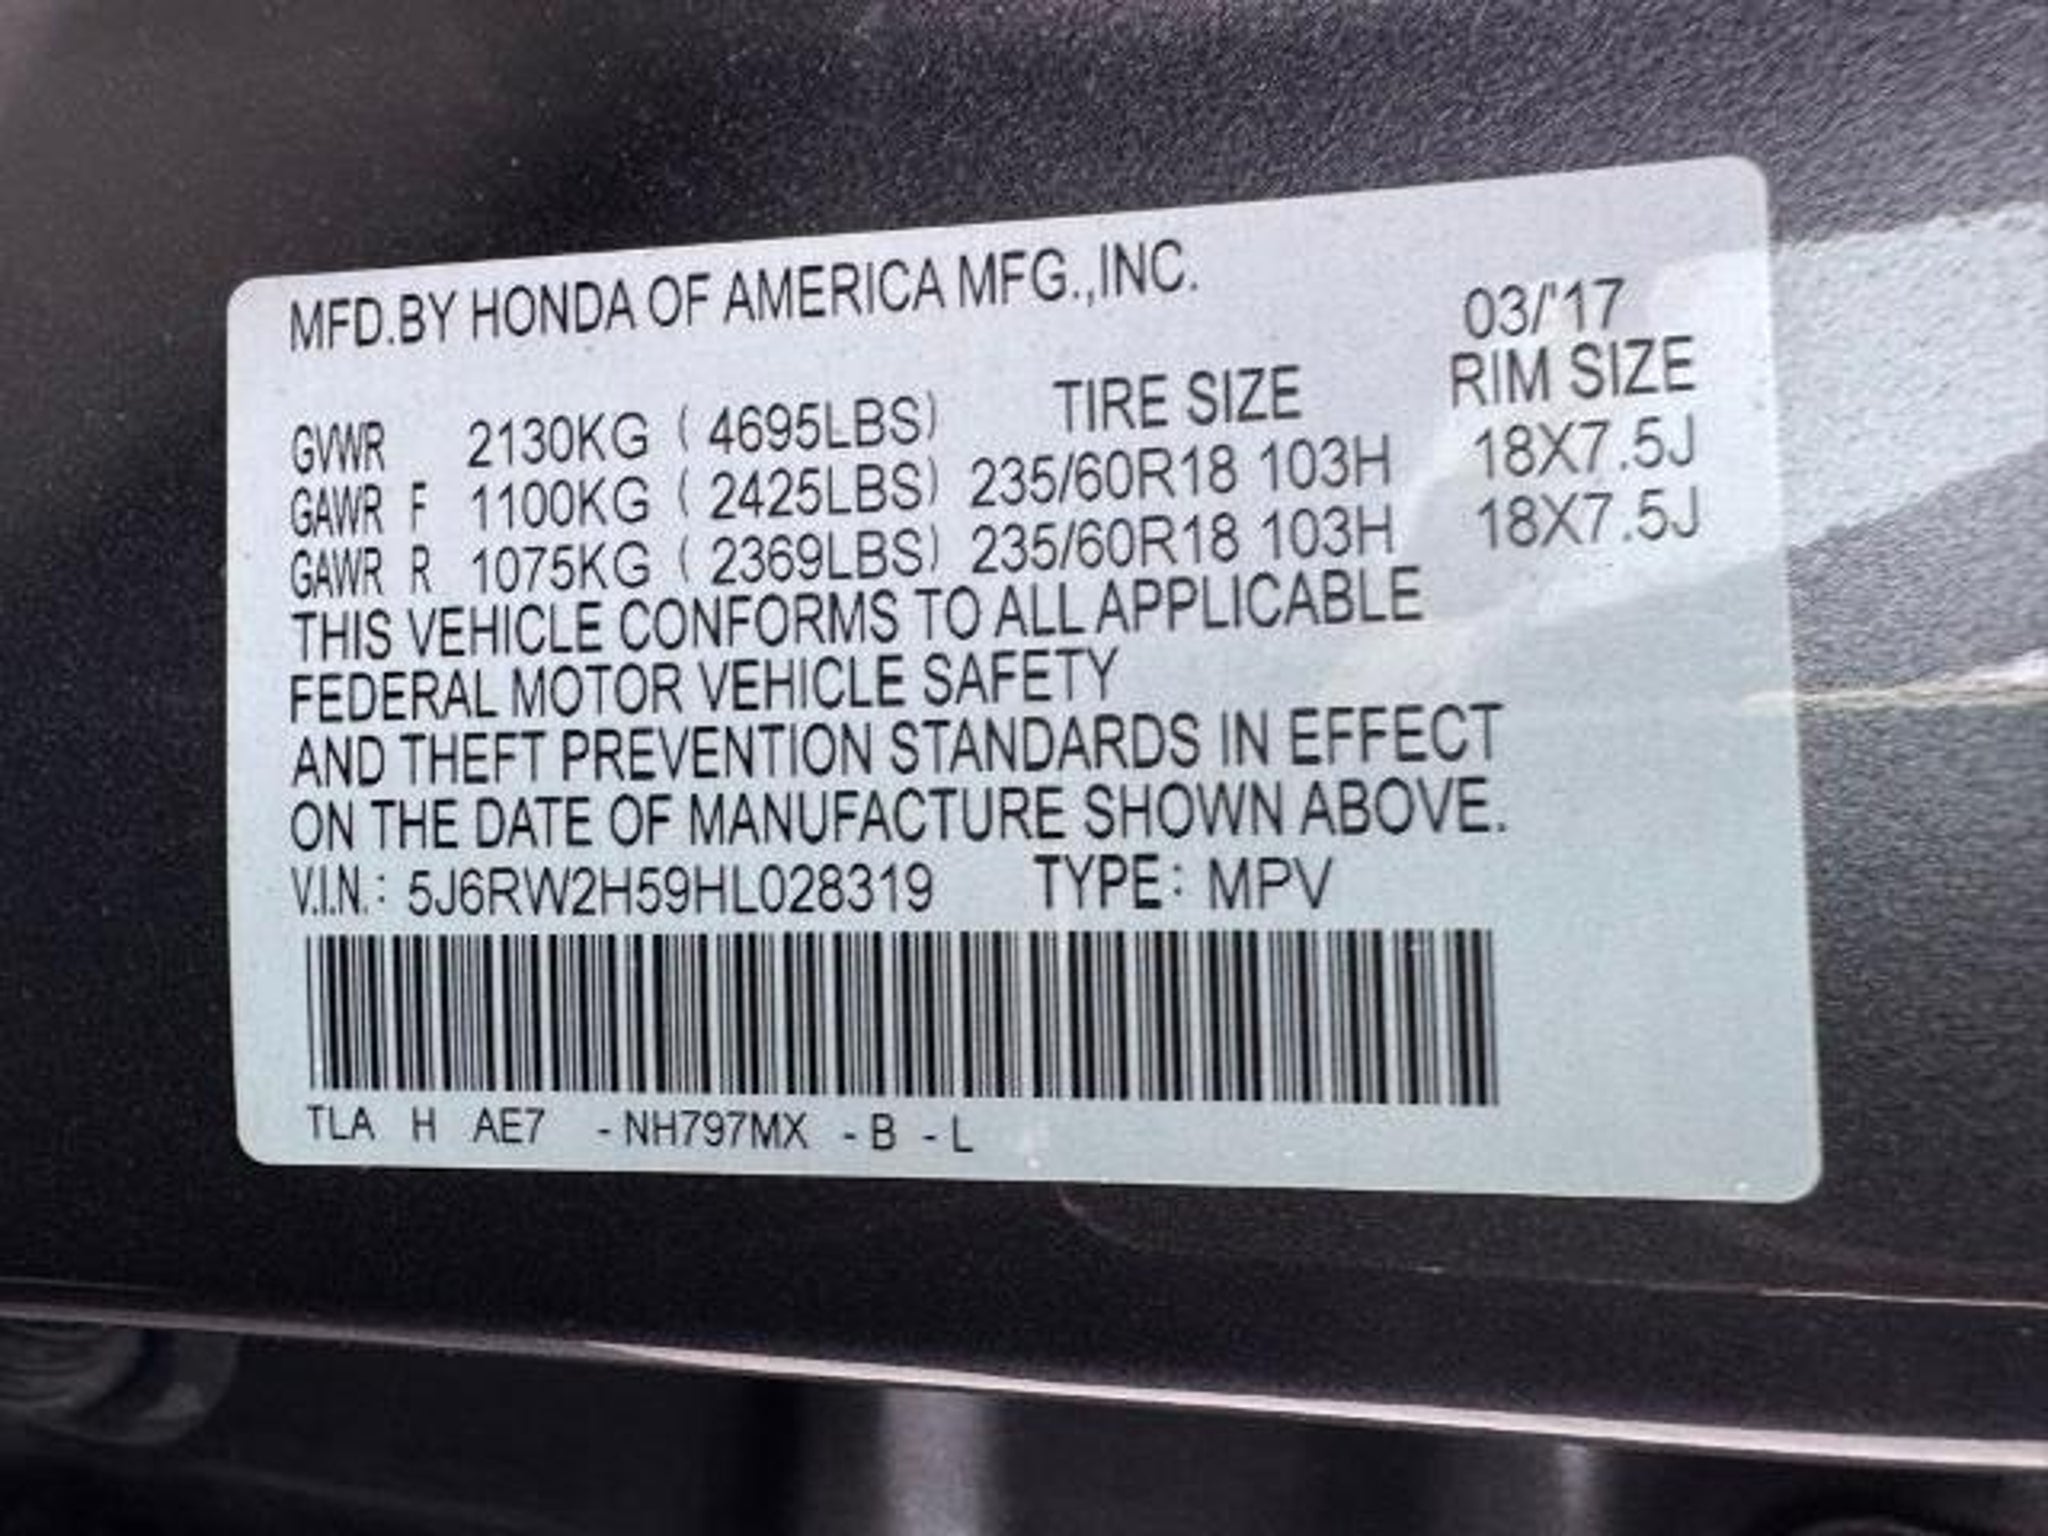 MFD.BY HONDA OF AMERICA MFG.,INC. 03/'17
TIRE SIZE RIM SIZE
GVWR 2130KG ( 4695LBS)
GAWR F 1100KG ( 2425LBS) 235/60R18 103H 18X7.5J
GAWR R 1075KG ( 2369LBS) 235/60R18 103H 18X7.5J
THIS VEHICLE CONFORMS TO ALL APPLICABLE
FEDERAL MOTOR VEHICLE SAFETY
AND THEFT PREVENTION STANDARDS IN EFFECT
ON THE DATE OF MANUFACTURE SHOWN ABOVE.
V.I.N.: 5J6RW2H59HL028319 TYPE: MPV
TLA H AE7 -NH797MX -B -L